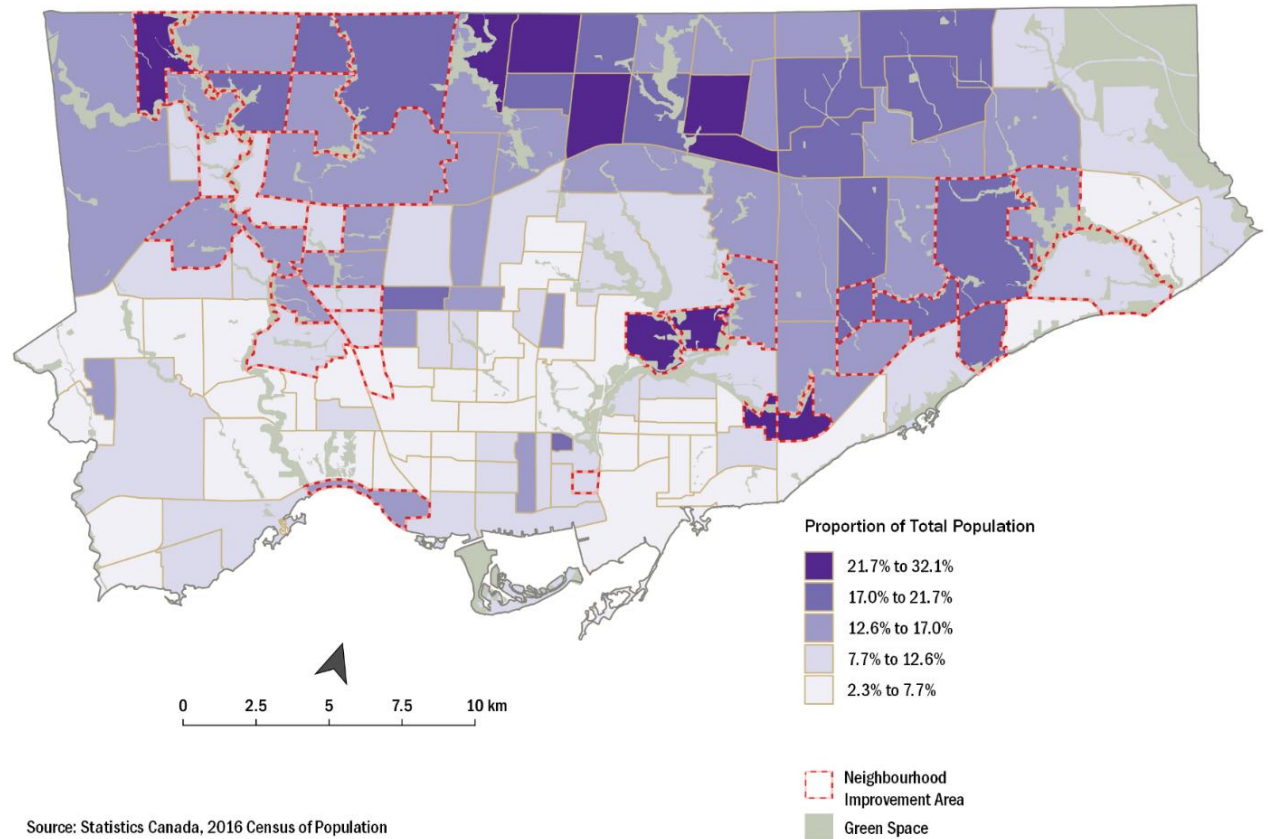 Proportion of Total Population
21.7% to 32.1%
17.0% to 21.7%
12.6% to 17.0%
7.7% to 12.6%
2.3% to 7.7%
0 2.5 5 7.5 10 km
Neighbourhood
Improvement Area
Green Space
Source: Statistics Canada, 2016 Census of Population